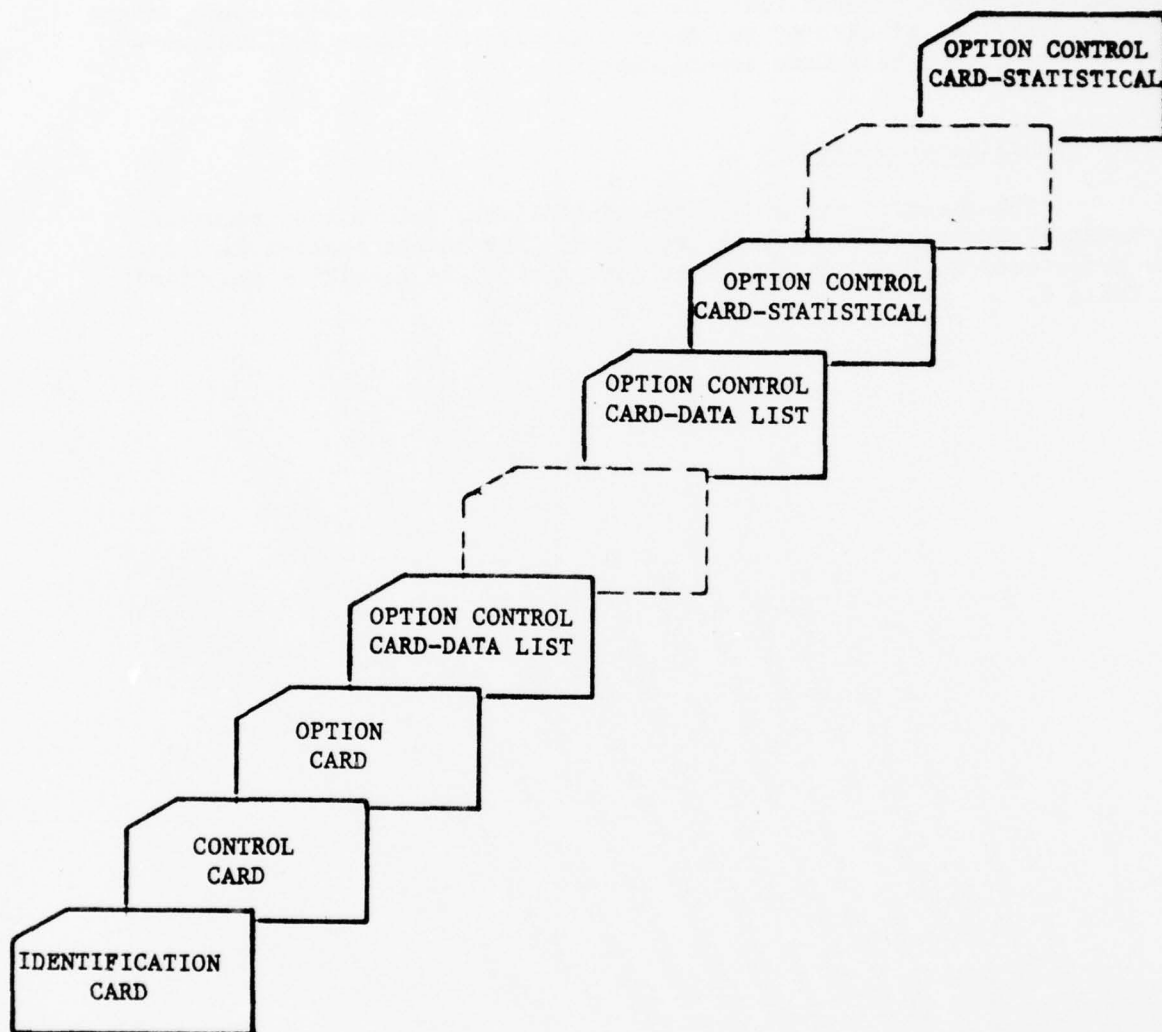 OPTION CONTROL
CARD-STATISTICAL
OPTION CONTROL
CARD-STATISTICAL
OPTION CONTROL
CARD-DATA LIST
OPTION CONTROL
CARD-DATA LIST
OPTION
CARD
CONTROL
CARD
IDENTIFICATION
CARD